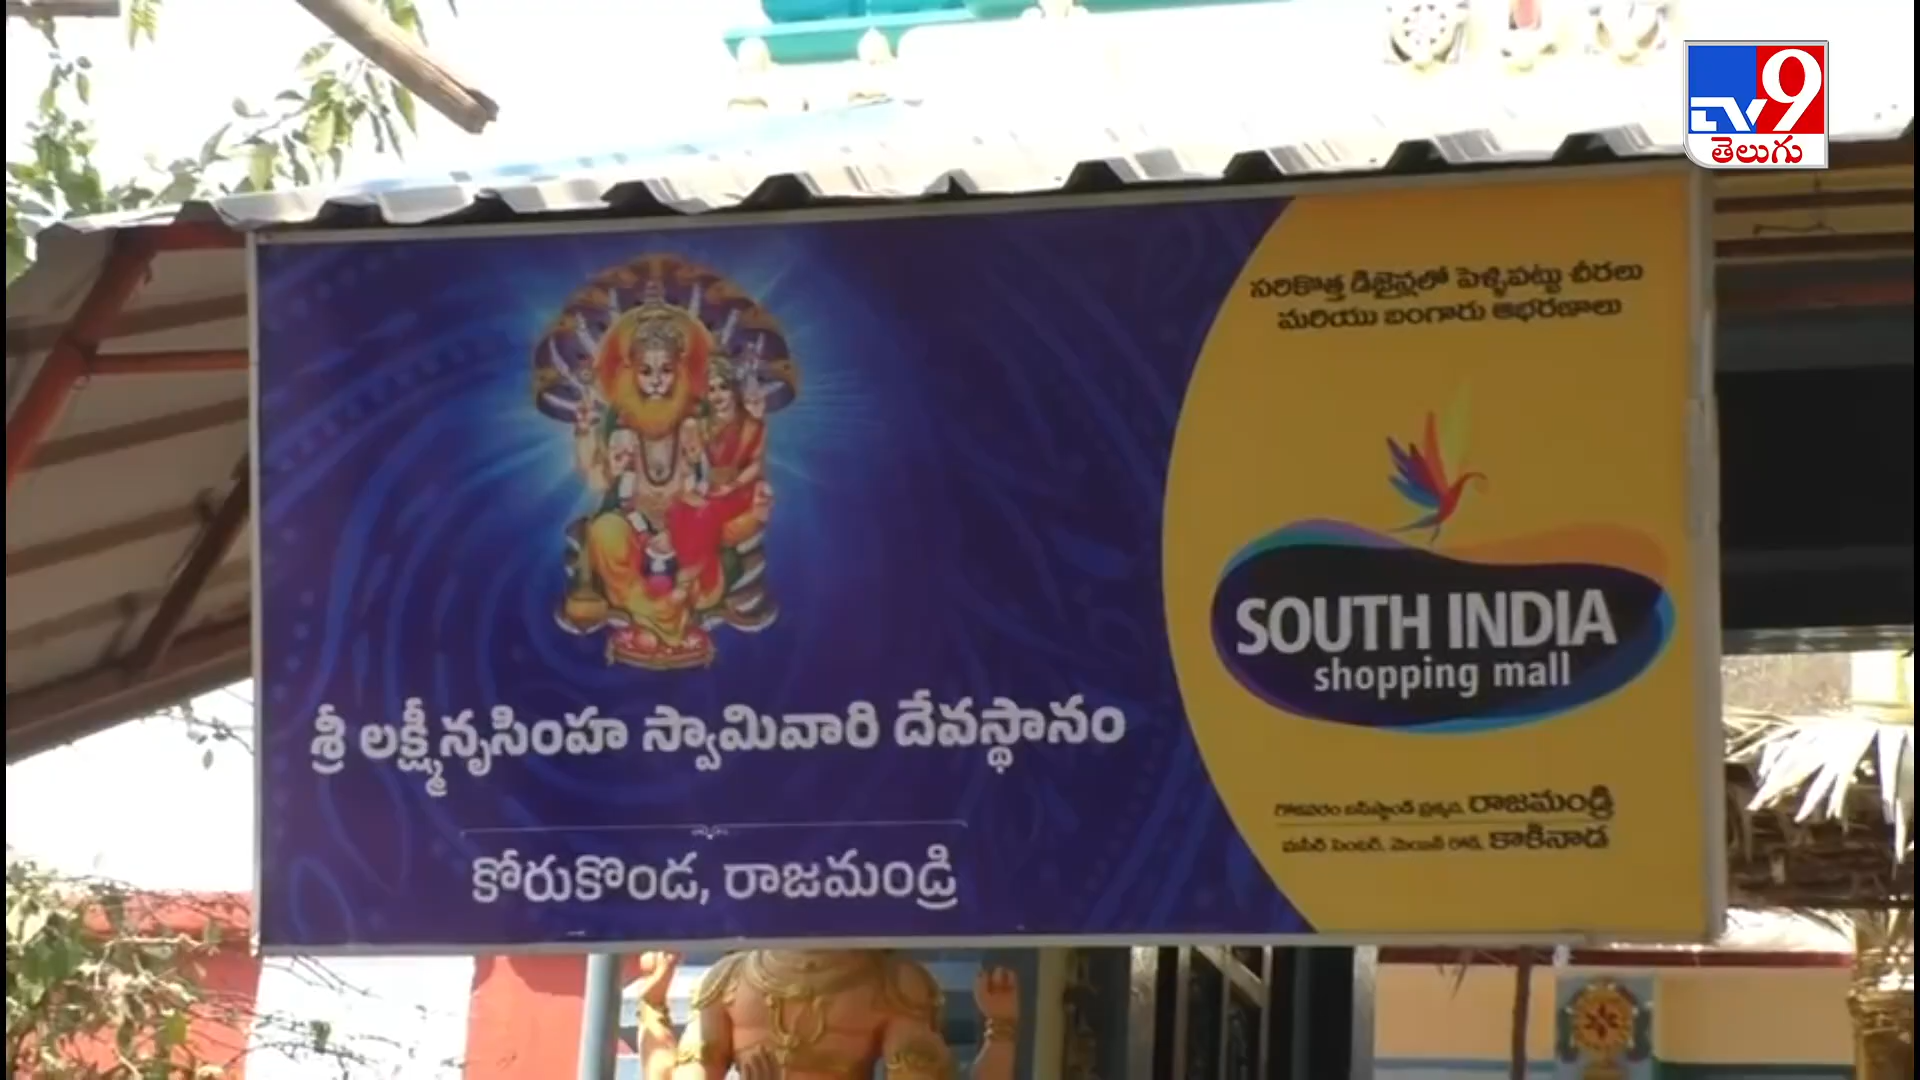 TV9
తెలుగు
సరికొత్త డిజైన్లలో పెళ్ళిపట్టు చీరలు
మరియు బంగారు ఆభరణాలు
SOUTH INDIA
shopping mall
శ్రీ లక్ష్మీనృసింహ స్వామివారి దేవస్థానం
కోరుకొండ, రాజమండ్రి
రాజమండ్రి
మెయిన్ రోడ్, కాకినాడ